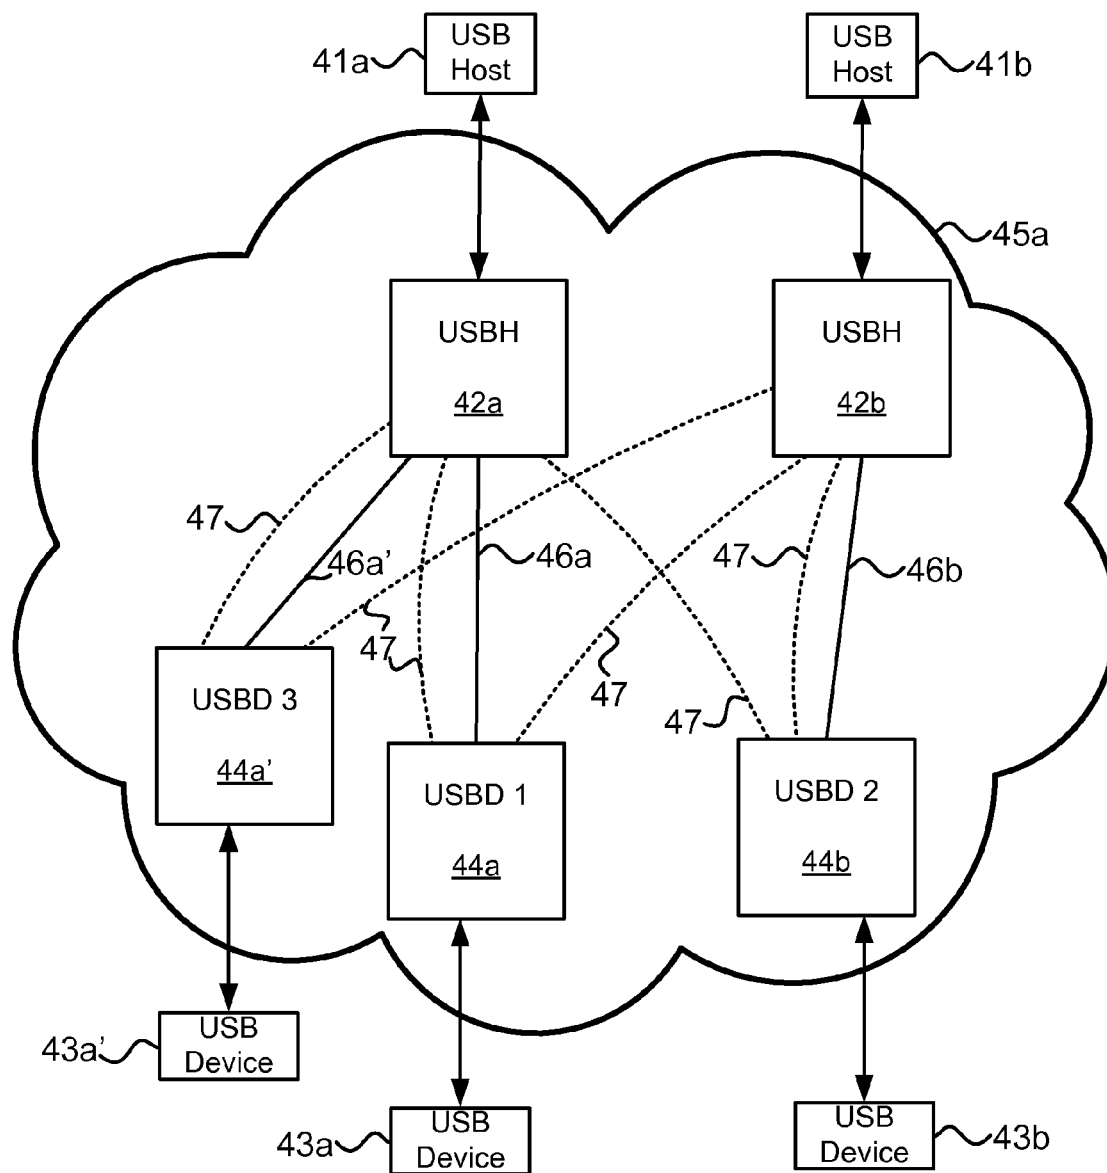 USB
Host
41a
USB
Host
41b
45a
USBH
42a
USBH
42b
47
46a’
46a
47
46b
47
47
47
47
USBD 3
44a’
USBD 1
44a
USBD 2
44b
USB
Device
43a’
USB
Device
43a
USB
Device
43b